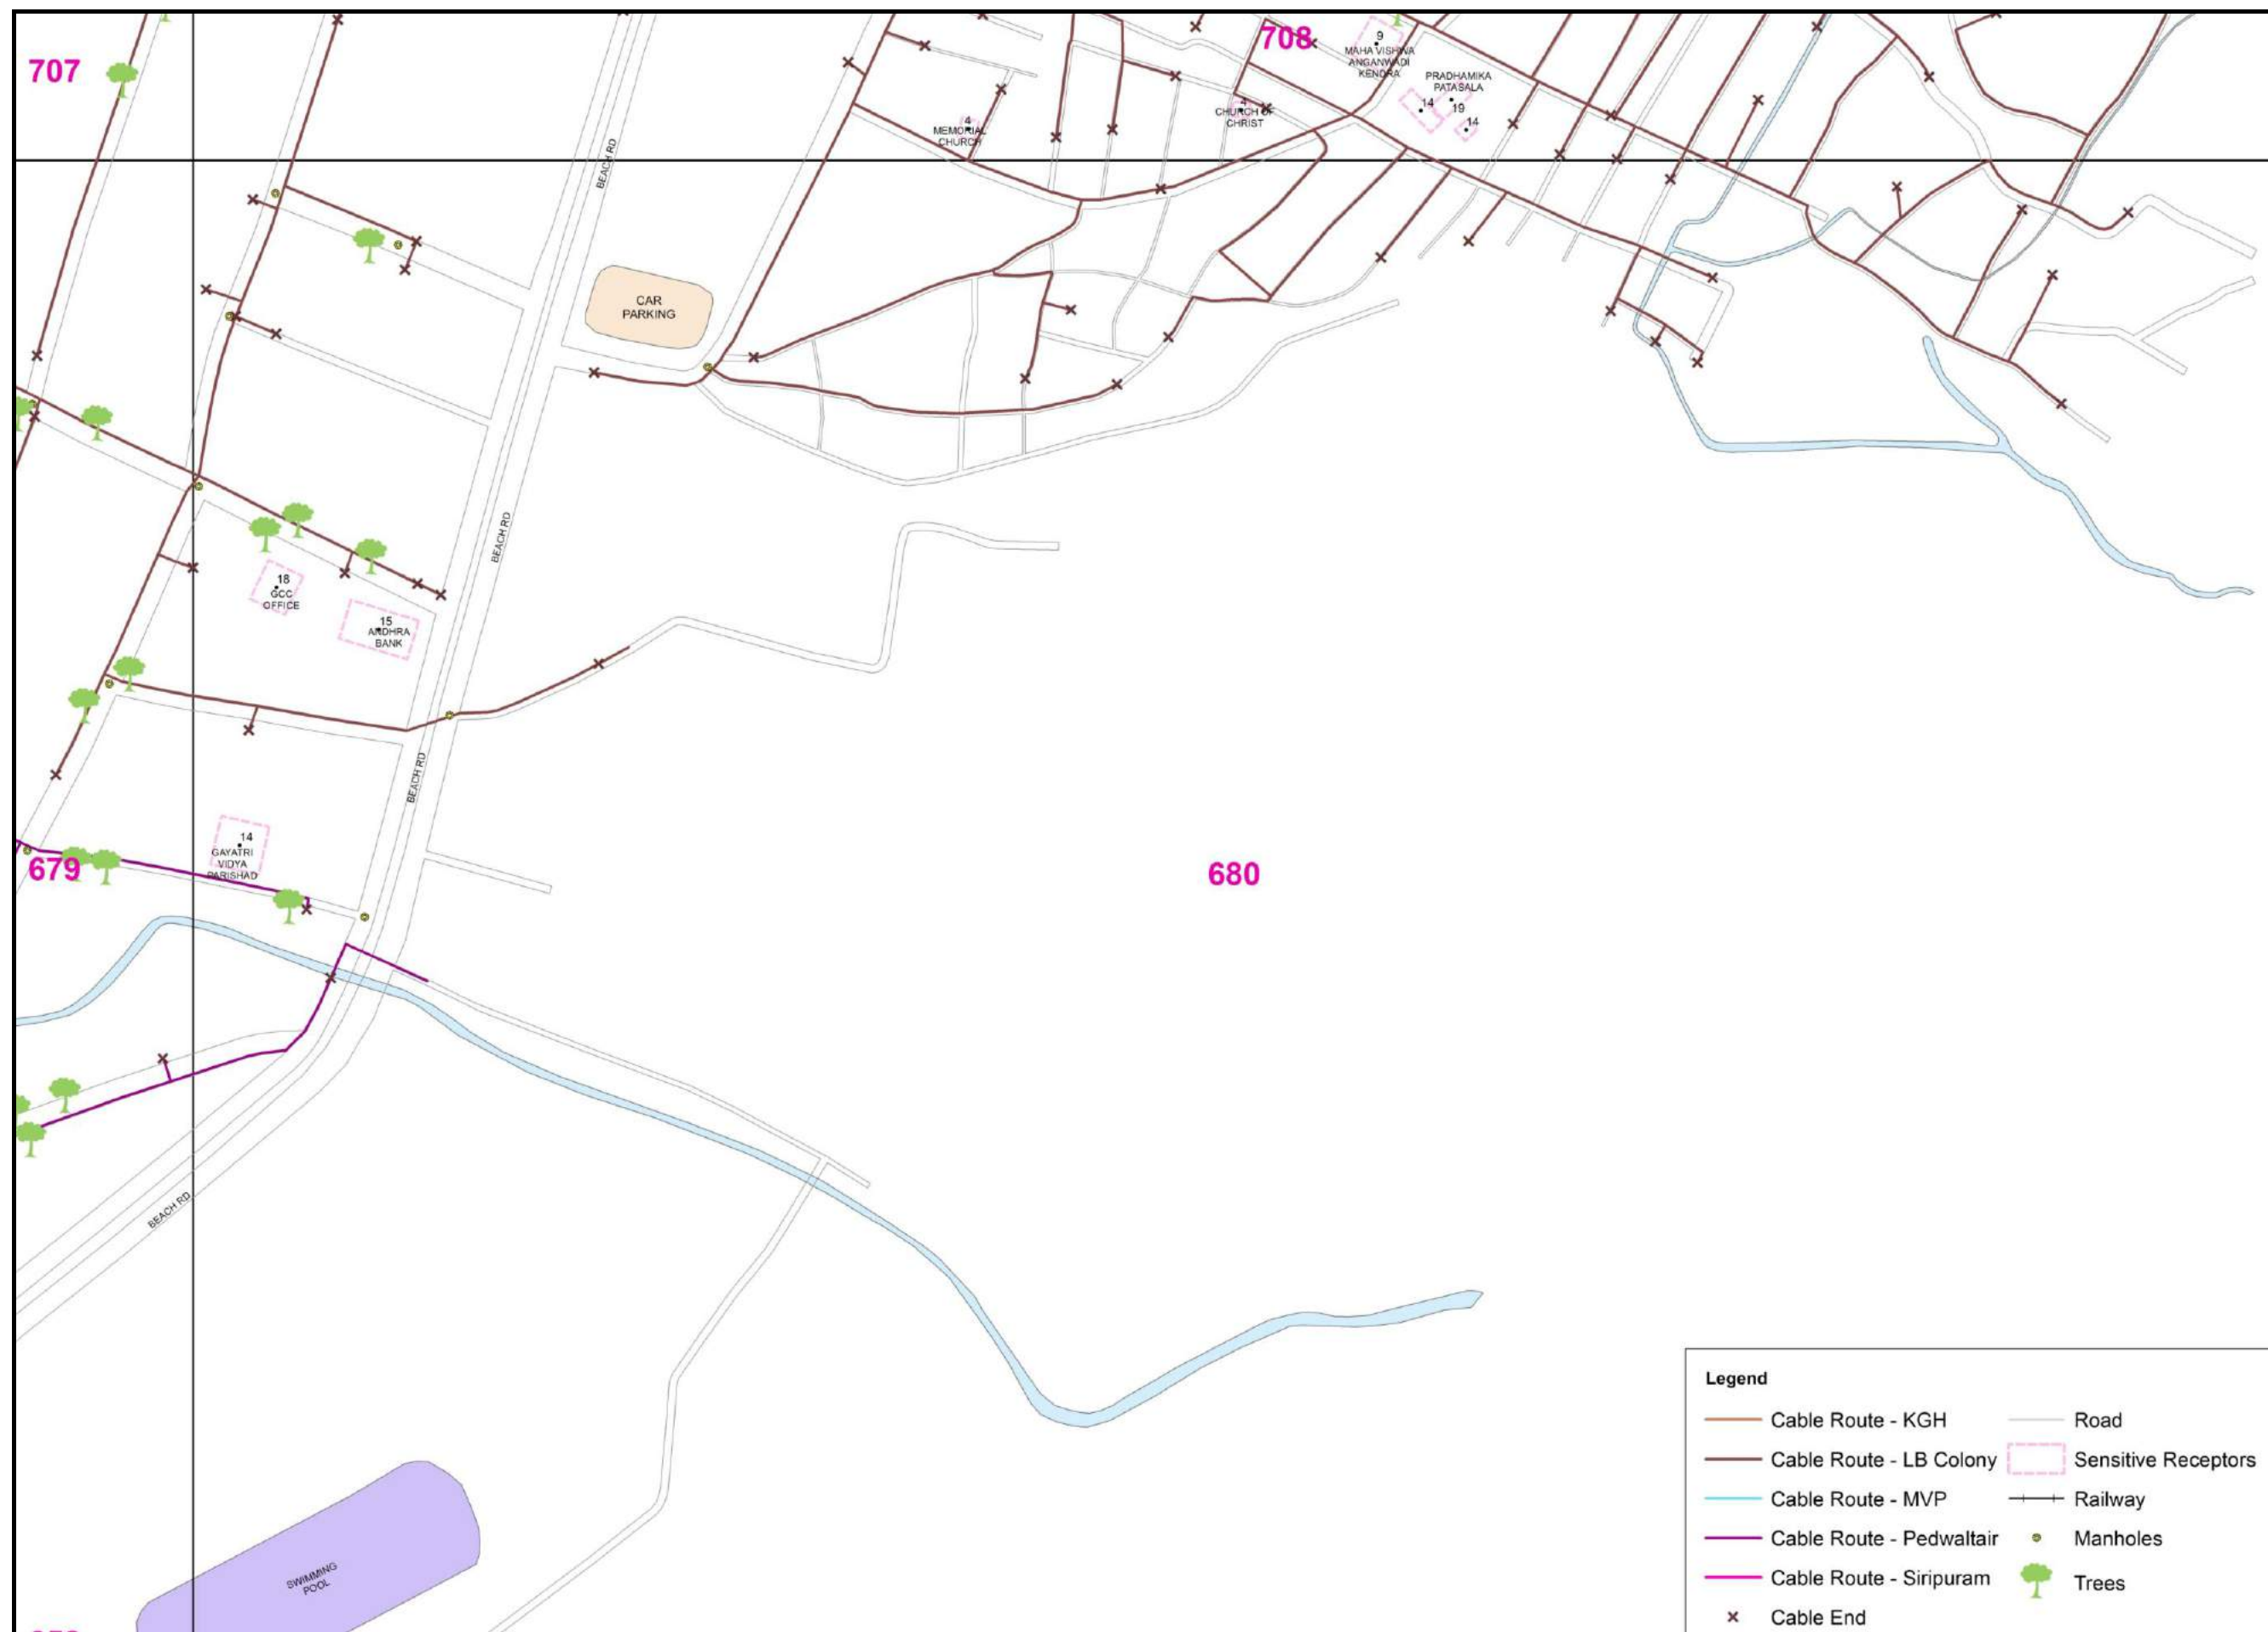 707
708
9
MAHA VISHWA
ANGANWADI
KENDRA
PRADHAMIKA
PATASALA
14
19
14
4
CHURCH OF
CHRIST
4
MEMORIAL
CHURCH
BEACH RD
CAR
PARKING
BEACH RD
18
GCC
OFFICE
15
ANDHRA
BANK
BEACH RD
14
GAYATRI
VIDYA
PARISHAD
679
680
BEACH RD
SWIMMING
POOL
Legend
Cable Route - KGH
Cable Route - LB Colony
Cable Route - MVP
Cable Route - Pedwaltair
Cable Route - Siripuram
Cable End
Road
Sensitive Receptors
Railway
Manholes
Trees